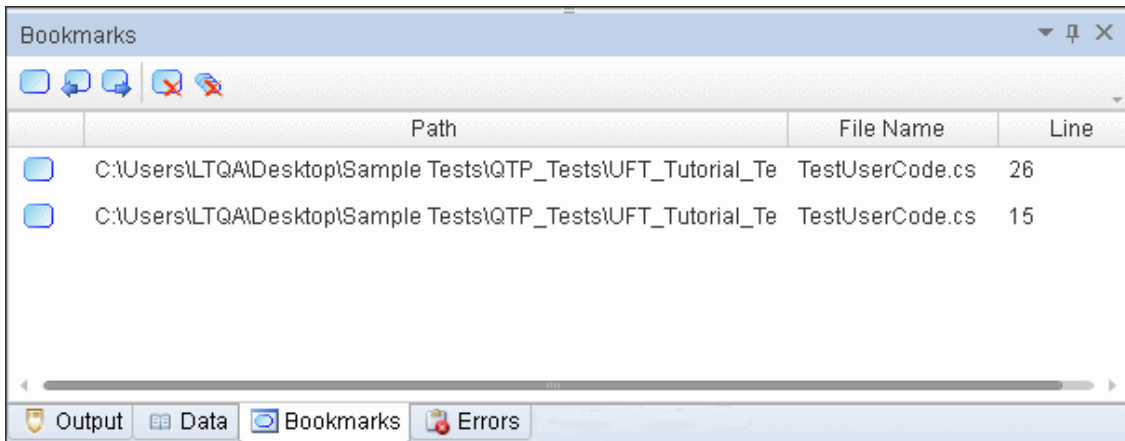 Bookmarks
Path File Name Line
C:\Users\LTQA\Desktop\Sample Tests\QTP_Tests\UFT_Tutorial_Te TestUserCode.cs 26
C:\Users\LTQA\Desktop\Sample Tests\QTP_Tests\UFT_Tutorial_Te TestUserCode.cs 15
Output Data Bookmarks Errors